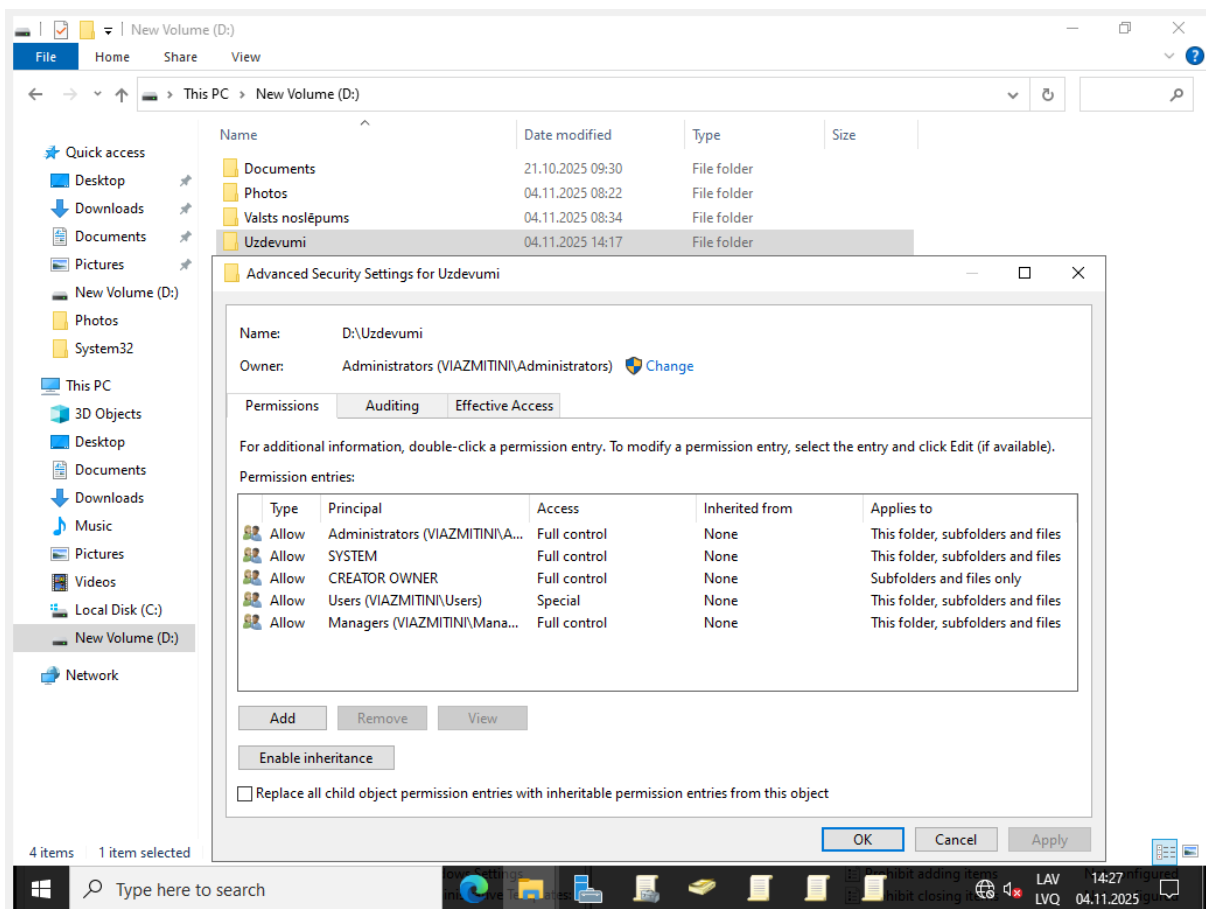 New Volume (D:)
File Home Share View
This PC > New Volume (D:)
Name Date modified Type Size
Quick access
Desktop
Downloads
Documents
Pictures
New Volume (D:)
Photos
System32
This PC
3D Objects
Desktop
Documents
Downloads
Music
Pictures
Videos
Local Disk (C:)
New Volume (D:)
Network
Documents 21.10.2025 09:30 File folder
Photos 04.11.2025 08:22 File folder
Valsts noslēpums 04.11.2025 08:34 File folder
Uzdevumi 04.11.2025 14:17 File folder
Advanced Security Settings for Uzdevumi
Name: D:\Uzdevumi
Owner: Administrators (VIAZMITINI\Administrators) Change
Permissions Auditing Effective Access
For additional information, double-click a permission entry. To modify a permission entry, select the entry and click Edit (if available).
Permission entries:
Type Principal Access Inherited from Applies to
Allow Administrators (VIAZMITINI\A... Full control None This folder, subfolders and files
Allow SYSTEM Full control None This folder, subfolders and files
Allow CREATOR OWNER Full control None Subfolders and files only
Allow Users (VIAZMITINI\Users) Special None This folder, subfolders and files
Allow Managers (VIAZMITINI\Mana... Full control None This folder, subfolders and files
Add Remove View
Enable inheritance
Replace all child object permission entries with inheritable permission entries from this object
OK Cancel Apply
4 items 1 item selected
Type here to search
LAV 14:27
LVQ 04.11.2025